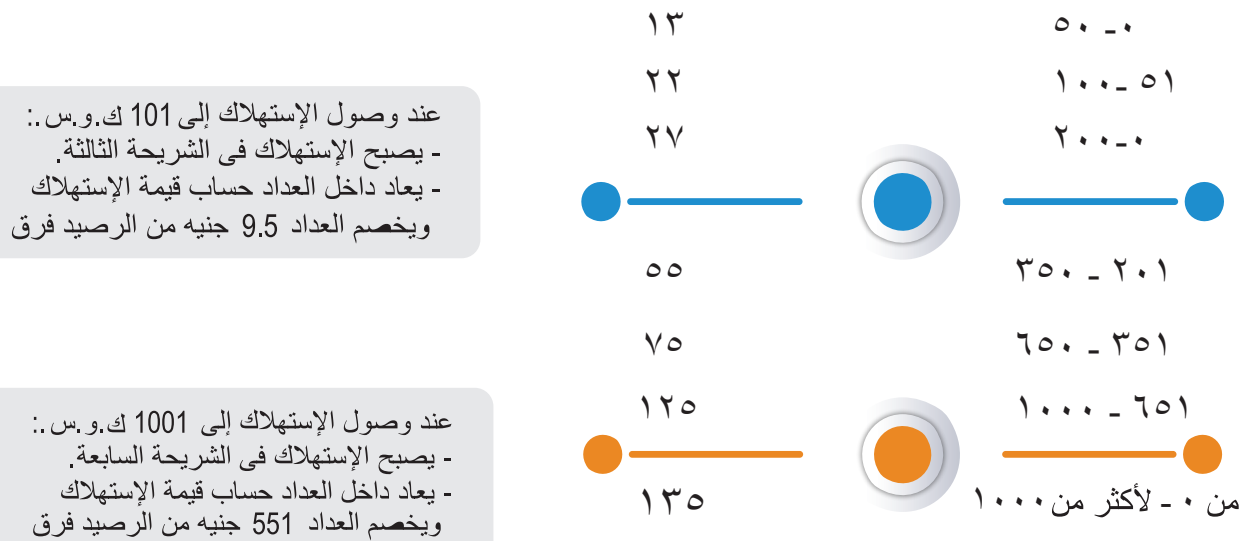 ٠- ٥٠
١٣
٥١ -١٠٠
٢٢
٠-٢٠٠
٢٧
عند وصول الإستهلاك إلى 101 ك.و.س.:
- يصبح الإستهلاك فى الشريحة الثالثة.
- يعاد داخل العداد حساب قيمة الإستهلاك
ويخصم العداد 9.5 جنيه من الرصيد فرق
٢٠١ - ٣٥٠
٥٥
٣٥١ - ٦٥٠
٧٥
٦٥١ - ١٠٠٠
١٢٥
من ٠ - لأكثر من١٠٠٠
١٣٥
عند وصول الإستهلاك إلى 1001 ك.و.س.:
- يصبح الإستهلاك فى الشريحة السابعة.
- يعاد داخل العداد حساب قيمة الإستهلاك
ويخصم العداد 551 جنيه من الرصيد فرق